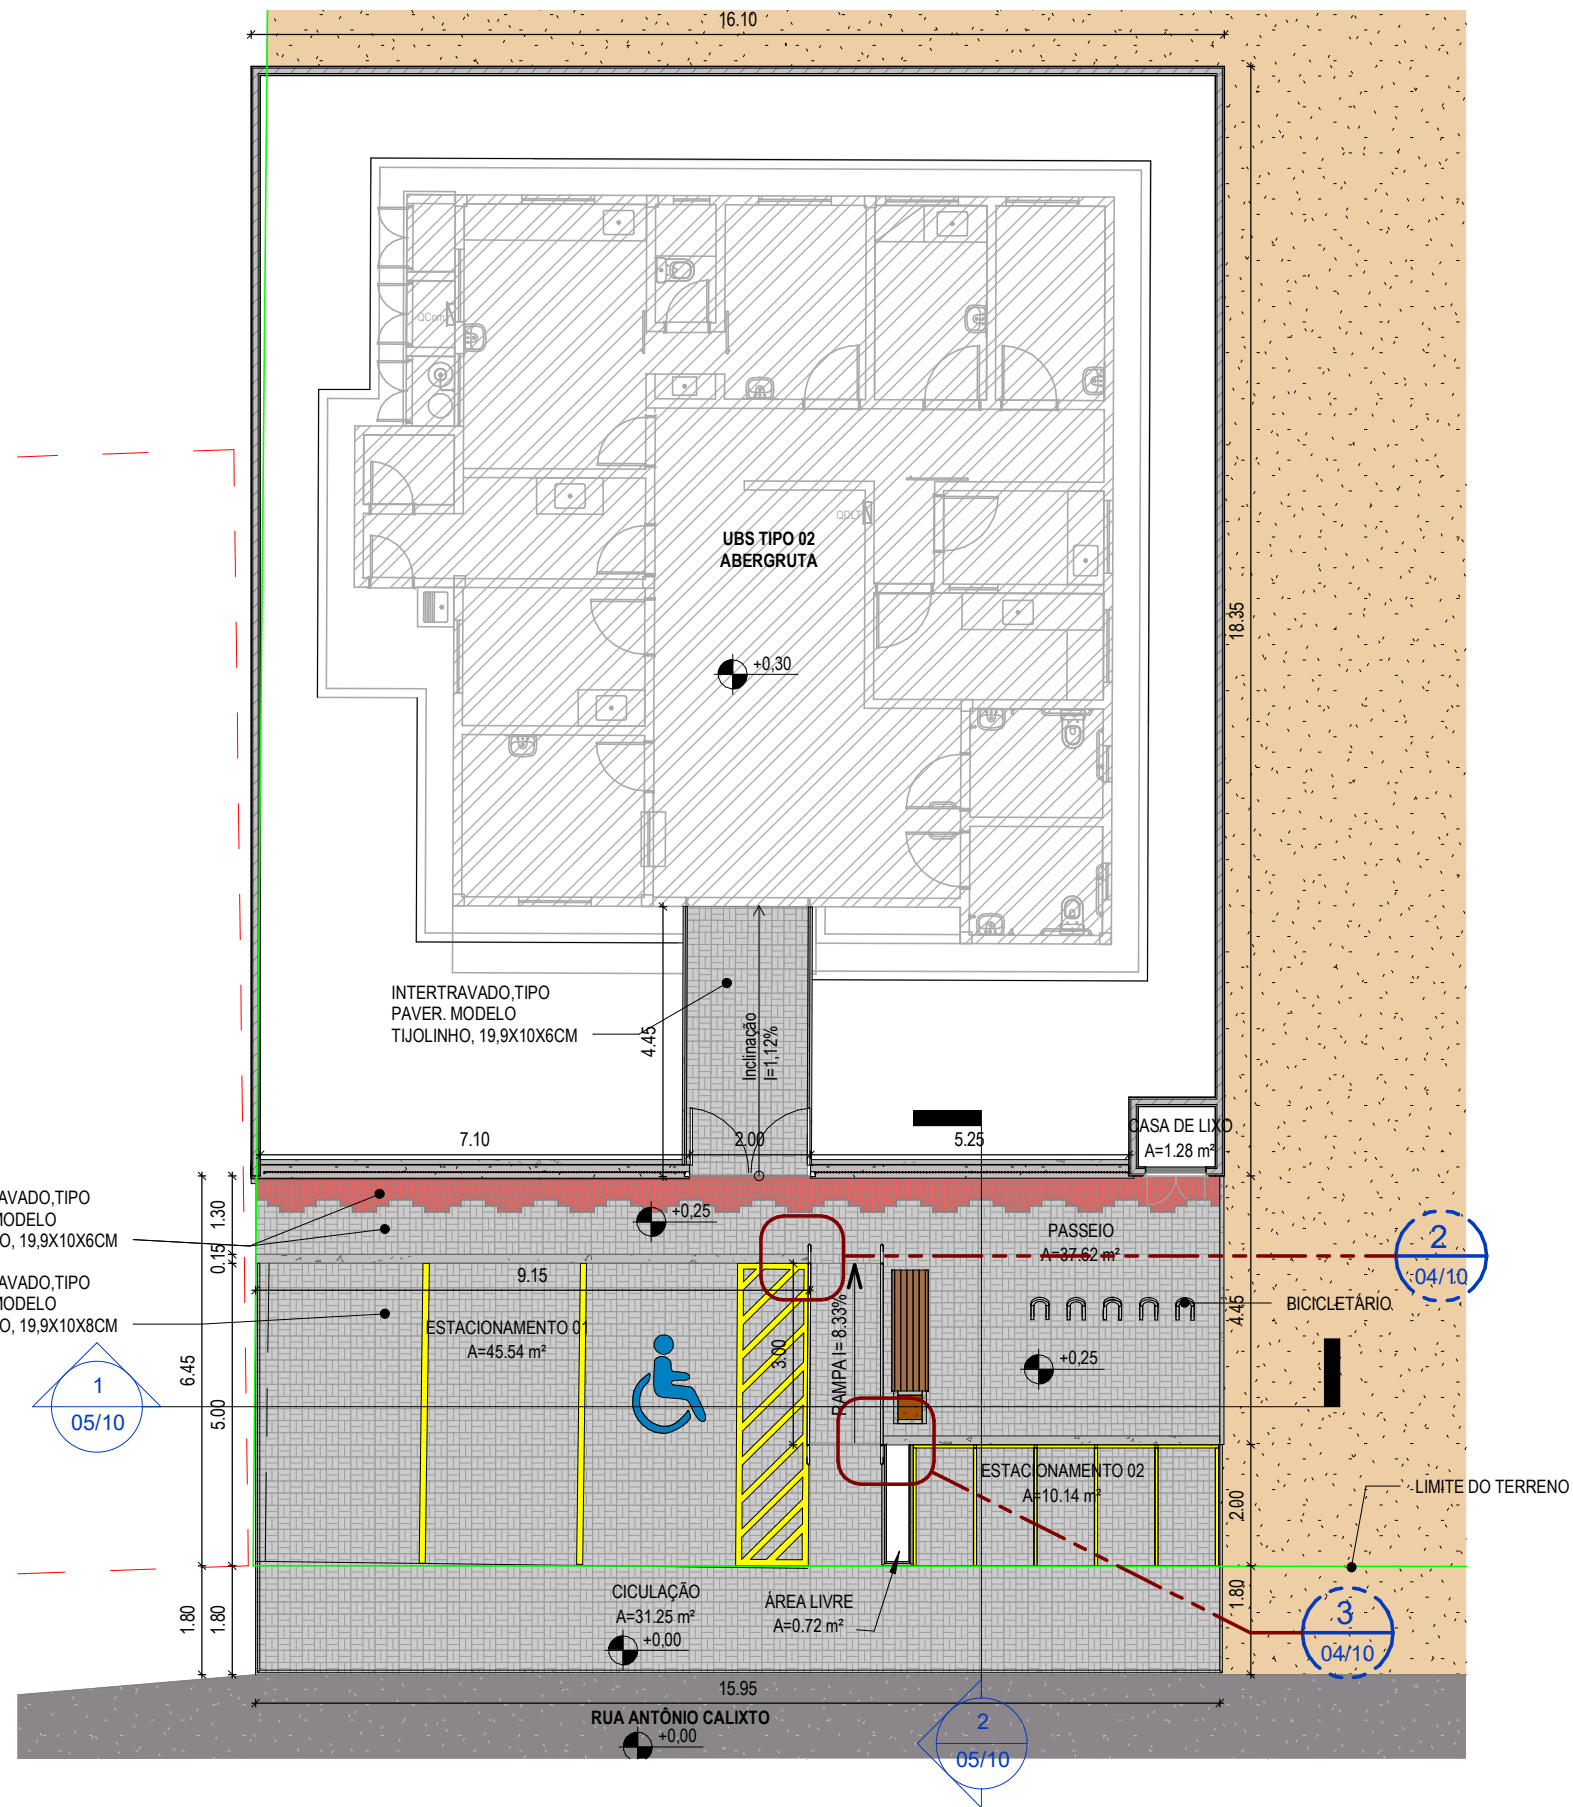 16.10
QCom
QDLT
UBS TIPO 02
ABERGRUTA
+0,30
18.35
INTERTRAVADO,TIPO
PAVER. MODELO
TIJOLINHO, 19,9X10X6CM
4.45
Inclinação
I=1,12%
7.10
2.00
5.25
CASA DE LIXO
A=1.28 m²
AVADO,TIPO
MODELO
O, 19,9X10X6CM
1.30
0.15
+0,25
PASSEIO
A=37.62 m²
2
04/10
9.15
AVADO,TIPO
MODELO
O, 19,9X10X8CM
ESTACIONAMENTO 01
A=45.54 m²
3.00
RAMPA I= 8.33%
BICICLETÁRIO
4.45
+0,25
6.45
5.00
1
05/10
ESTACIONAMENTO 02
A=10.14 m²
2.00
LIMITE DO TERRENO
CICULAÇÃO
A=31.25 m²
+0,00
ÁREA LIVRE
A=0.72 m²
1.80
1.80
1.80
3
04/10
15.95
RUA ANTÔNIO CALIXTO
+0,00
2
05/10